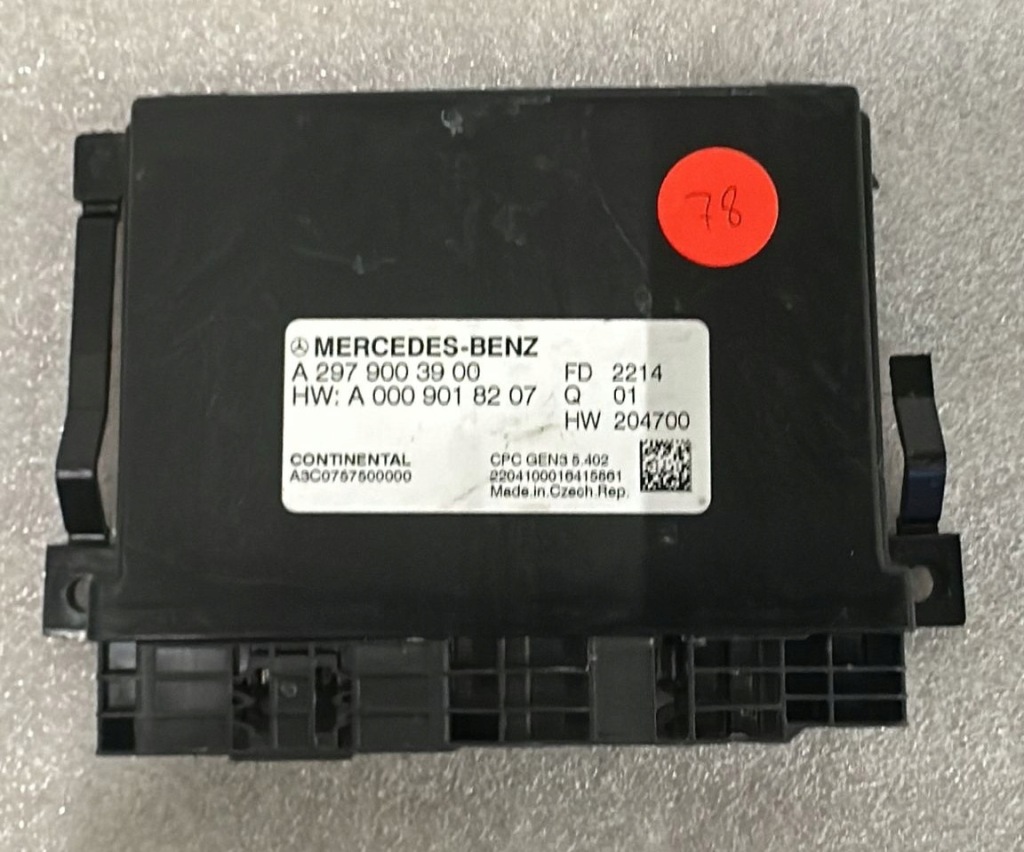 78
MERCEDES-BENZ
A 297 900 39 00 FD 2214
HW: A 000 901 82 07 Q 01
HW 204700
CONTINENTAL CPC GEN3 5.402
A3C0757500000 2204100016415861
Made.in.Czech.Rep.